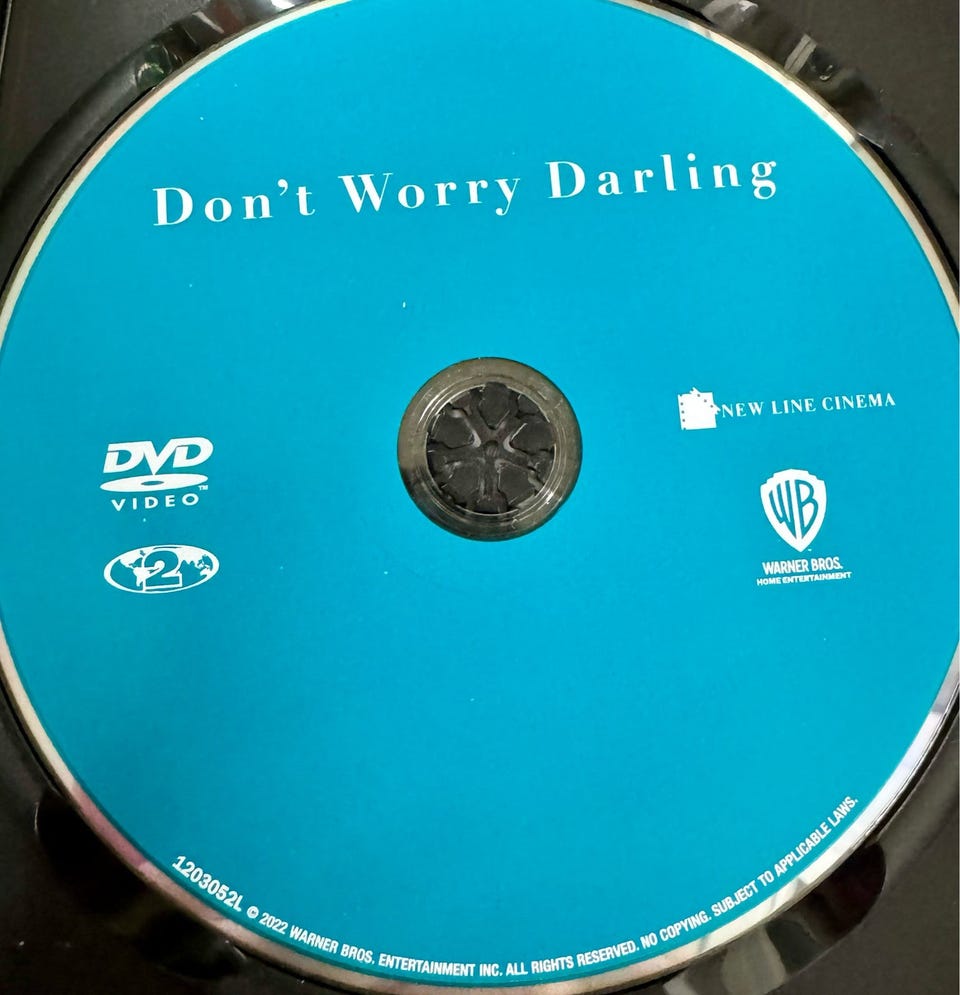 Don't Worry Darling
NEW LINE CINEMA
DVD
VIDEO™
2
WB
WARNER BROS.
HOME ENTERTAINMENT
1203052L © 2022 WARNER BROS. ENTERTAINMENT INC. ALL RIGHTS RESERVED. NO COPYING. SUBJECT TO APPLICABLE LAWS.